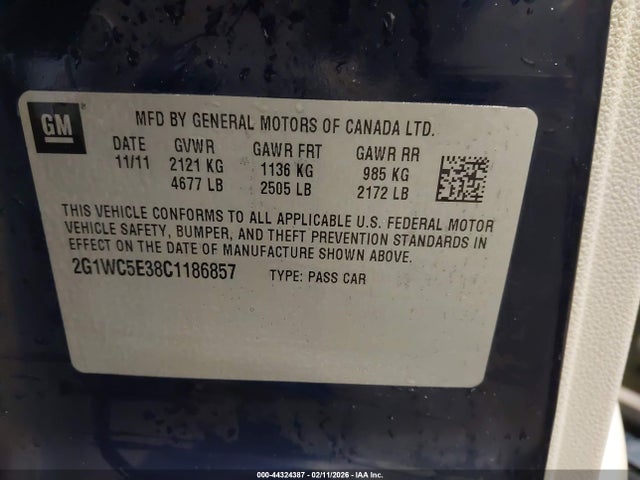 GM
®
MFD BY GENERAL MOTORS OF CANADA LTD.
DATE GVWR GAWR FRT GAWR RR
11/11 2121 KG 1136 KG 985 KG
4677 LB 2505 LB 2172 LB
THIS VEHICLE CONFORMS TO ALL APPLICABLE U.S. FEDERAL MOTOR
VEHICLE SAFETY, BUMPER, AND THEFT PREVENTION STANDARDS IN
EFFECT ON THE DATE OF MANUFACTURE SHOWN ABOVE.
2G1WC5E38C1186857 TYPE: PASS CAR
000-44324387 - 02/11/2026 - IAA Inc.